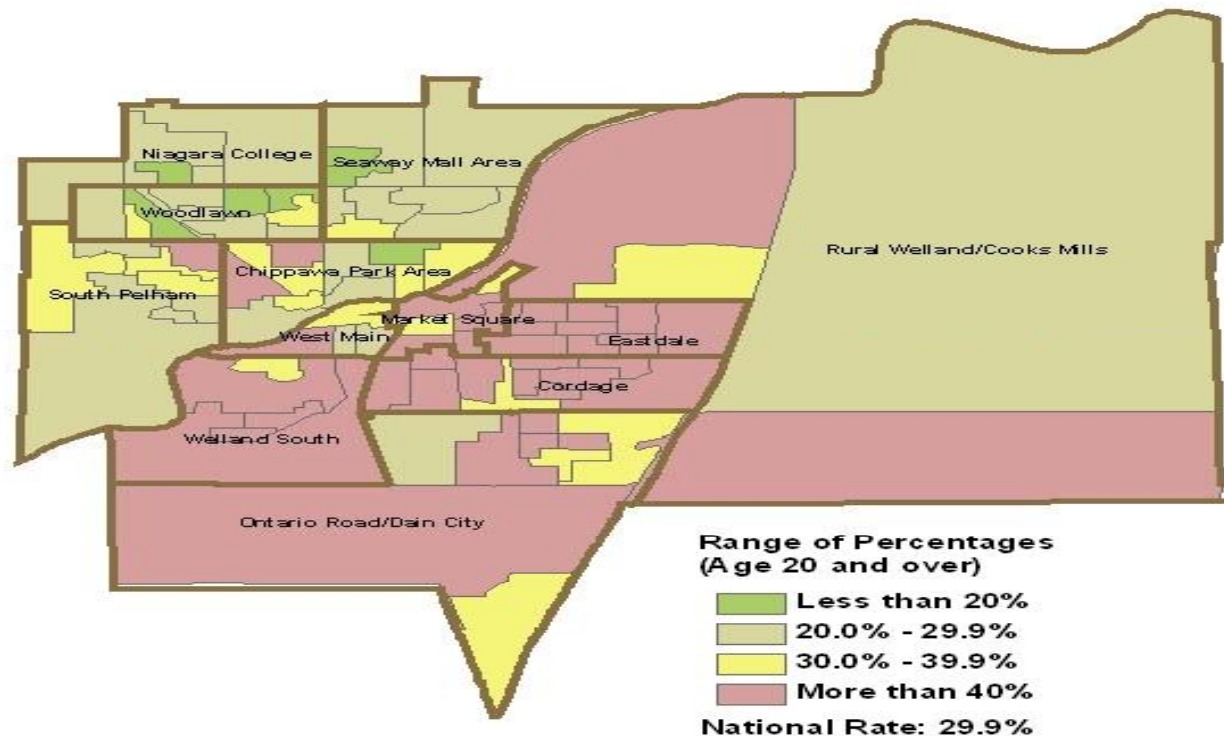 Niagara College
Seaway Mall Area
Woodlawn
Rural Welland/Cooks Mills
Chippawa Park Area
South Pelham
Market Square
West Main
Eastdale
Cordage
Welland South
Ontario Road/Dain City
Range of Percentages
(Age 20 and over)
Less than 20%
20.0% - 29.9%
30.0% - 39.9%
More than 40%
National Rate: 29.9%